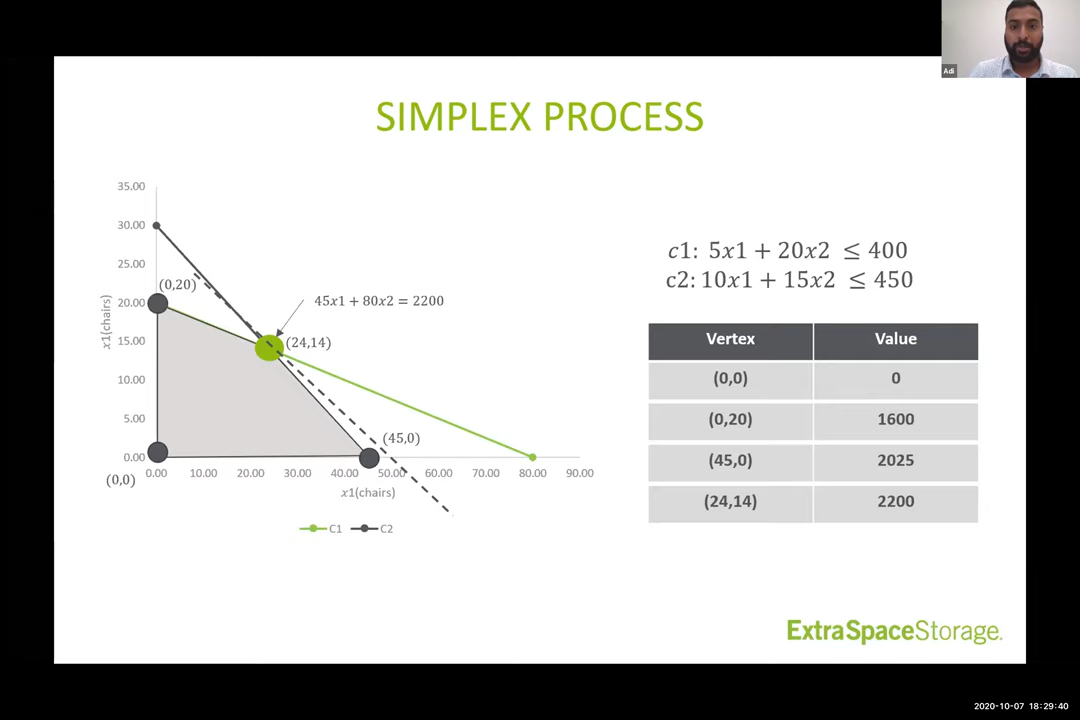 Adi
SIMPLEX PROCESS
35.00
30.00
25.00
20.00
15.00
10.00
5.00
0.00
x1(chairs)
(0,20)
45x1 + 80x2 = 2200
(24,14)
(45,0)
(0,0)
0.00 10.00 20.00 30.00 40.00 50.00 60.00 70.00 80.00 90.00
x1(chairs)
C1 C2
c1: 5x1 + 20x2 ≤ 400
c2: 10x1 + 15x2 ≤ 450
Vertex Value
(0,0) 0
(0,20) 1600
(45,0) 2025
(24,14) 2200
ExtraSpaceStorage.
2020-10-07 18:29:40